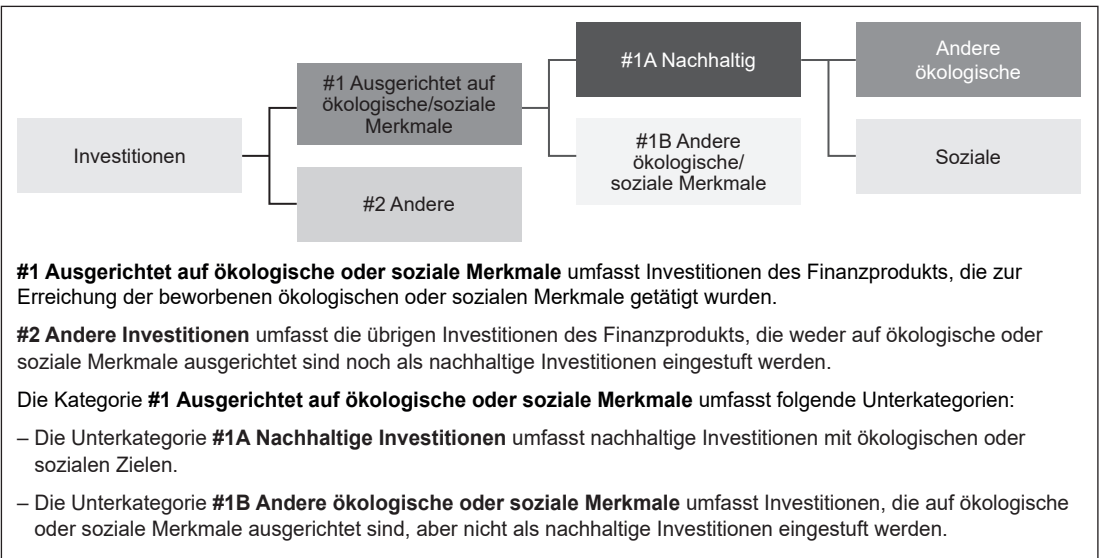 Investitionen
#1 Ausgerichtet auf
ökologische/soziale
Merkmale
#2 Andere
#1A Nachhaltig
#1B Andere
ökologische/
soziale Merkmale
Andere
ökologische
Soziale
#1 Ausgerichtet auf ökologische oder soziale Merkmale umfasst Investitionen des Finanzprodukts, die zur
Erreichung der beworbenen ökologischen oder sozialen Merkmale getätigt wurden.
#2 Andere Investitionen umfasst die übrigen Investitionen des Finanzprodukts, die weder auf ökologische oder
soziale Merkmale ausgerichtet sind noch als nachhaltige Investitionen eingestuft werden.
Die Kategorie #1 Ausgerichtet auf ökologische oder soziale Merkmale umfasst folgende Unterkategorien:
– Die Unterkategorie #1A Nachhaltige Investitionen umfasst nachhaltige Investitionen mit ökologischen oder
sozialen Zielen.
– Die Unterkategorie #1B Andere ökologische oder soziale Merkmale umfasst Investitionen, die auf ökologische
oder soziale Merkmale ausgerichtet sind, aber nicht als nachhaltige Investitionen eingestuft werden.